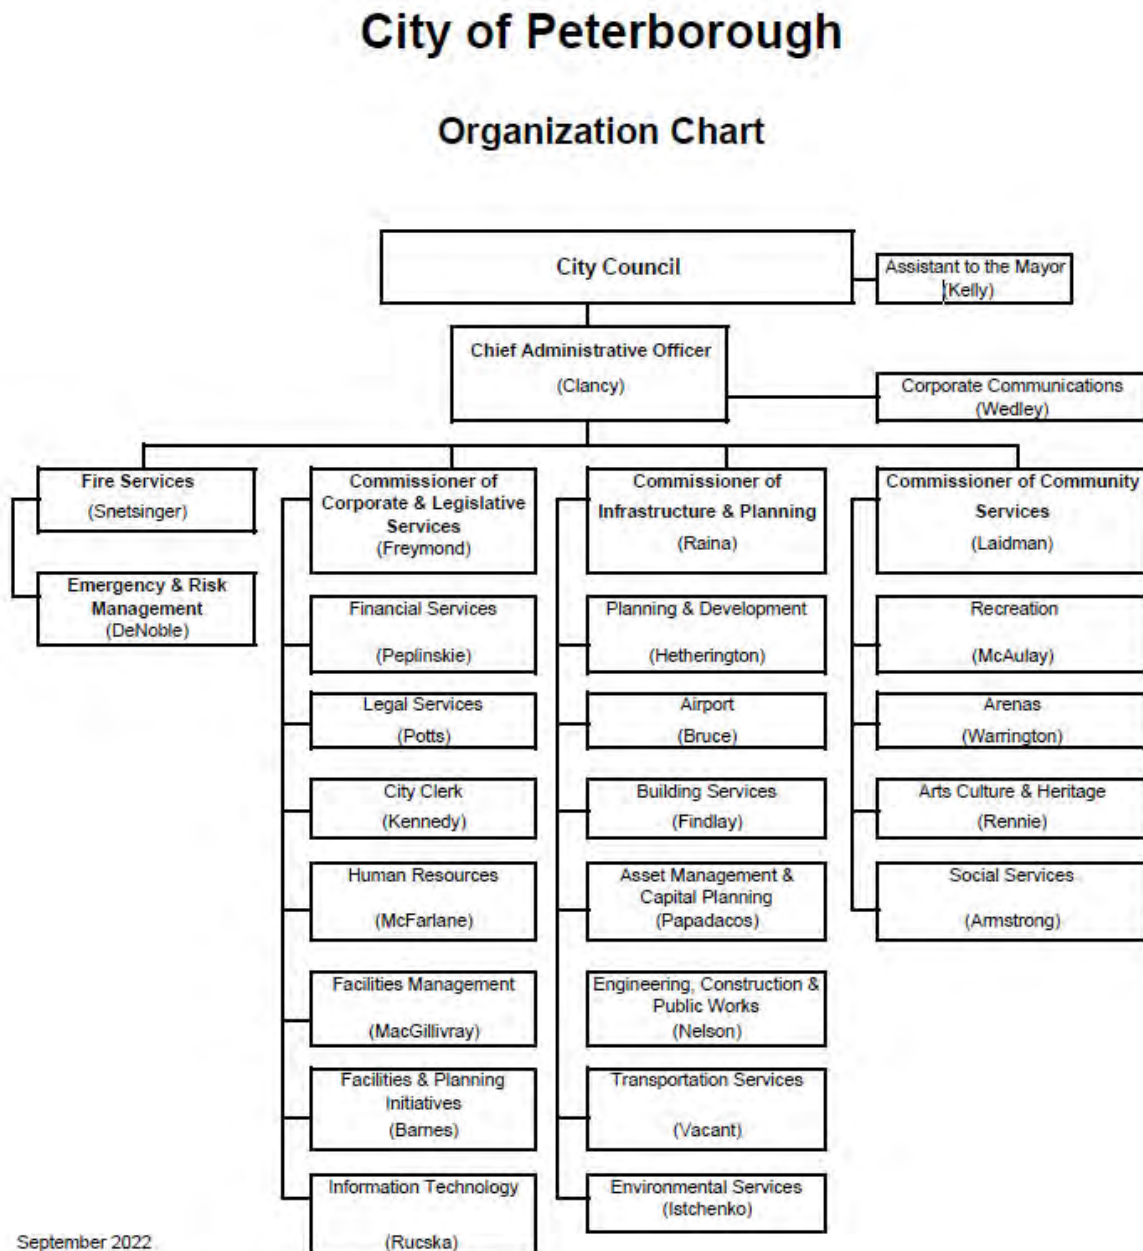 City of Peterborough
Organization Chart
City Council
Assistant to the Mayor
(Kelly)
Chief Administrative Officer
(Clancy)
Corporate Communications
(Wedley)
Fire Services
(Snetsinger)
Emergency & Risk
Management
(DeNoble)
Commissioner of
Corporate & Legislative
Services
(Freymond)
Financial Services
(Peplinskie)
Legal Services
(Potts)
City Clerk
(Kennedy)
Human Resources
(McFarlane)
Facilities Management
(MacGillivray)
Facilities & Planning
Initiatives
(Barnes)
Information Technology
(Rucska)
Commissioner of
Infrastructure & Planning
(Raina)
Planning & Development
(Hetherington)
Airport
(Bruce)
Building Services
(Findlay)
Asset Management &
Capital Planning
(Papadacos)
Engineering, Construction &
Public Works
(Nelson)
Transportation Services
(Vacant)
Environmental Services
(Istchenko)
Commissioner of Community
Services
(Laidman)
Recreation
(McAulay)
Arenas
(Warrington)
Arts Culture & Heritage
(Rennie)
Social Services
(Armstrong)
September 2022